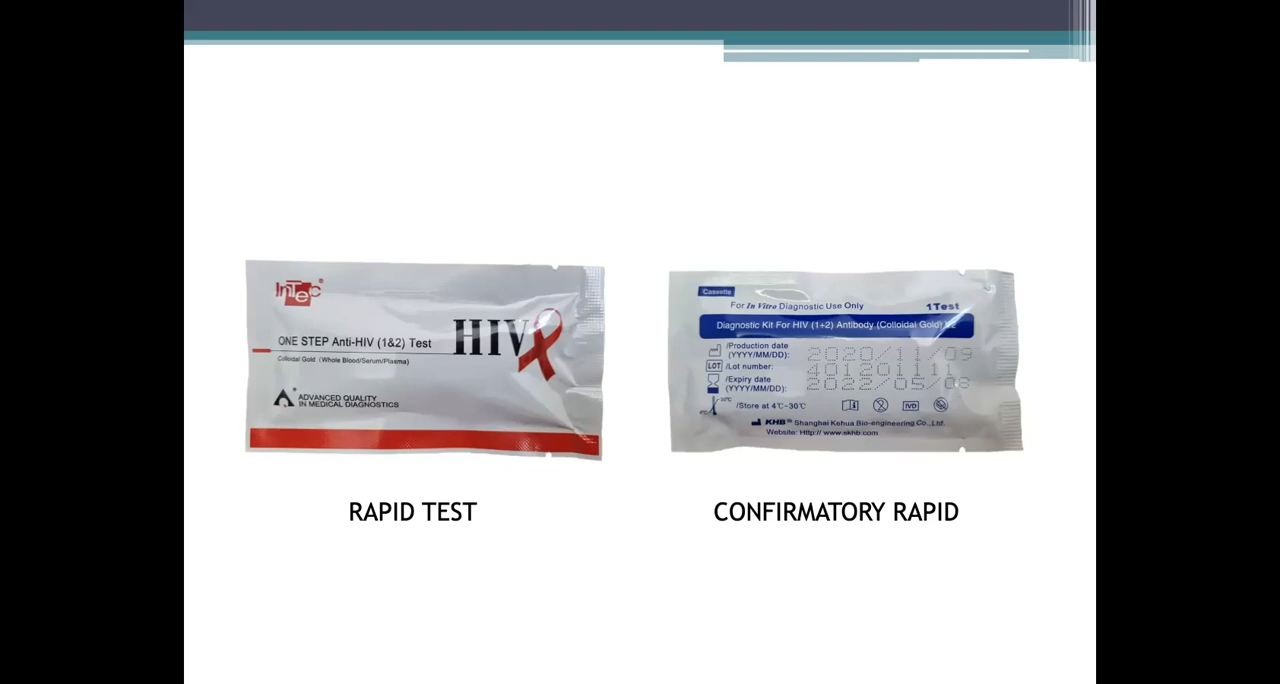 InTec®
ONE STEP Anti-HIV (1&2) Test
Colloidal Gold (Whole Blood/Serum/Plasma)
HIV
ADVANCED QUALITY
IN MEDICAL DIAGNOSTICS
RAPID TEST
Cassette
For In Vitro Diagnostic Use Only
1Test
Diagnostic Kit For HIV (1+2) Antibody (Colloidal Gold) V2
/Production date
(YYYY/MM/DD): 2020/11/09
LOT /Lot number: 401201111
/Expiry date
(YYYY/MM/DD): 2022/05/08
4℃ 30℃ /Store at 4℃~30℃
IVD
KHB® Shanghai Kehua Bio-engineering Co.,Ltd.
Website: Http:// www.skhb.com
CONFIRMATORY RAPID